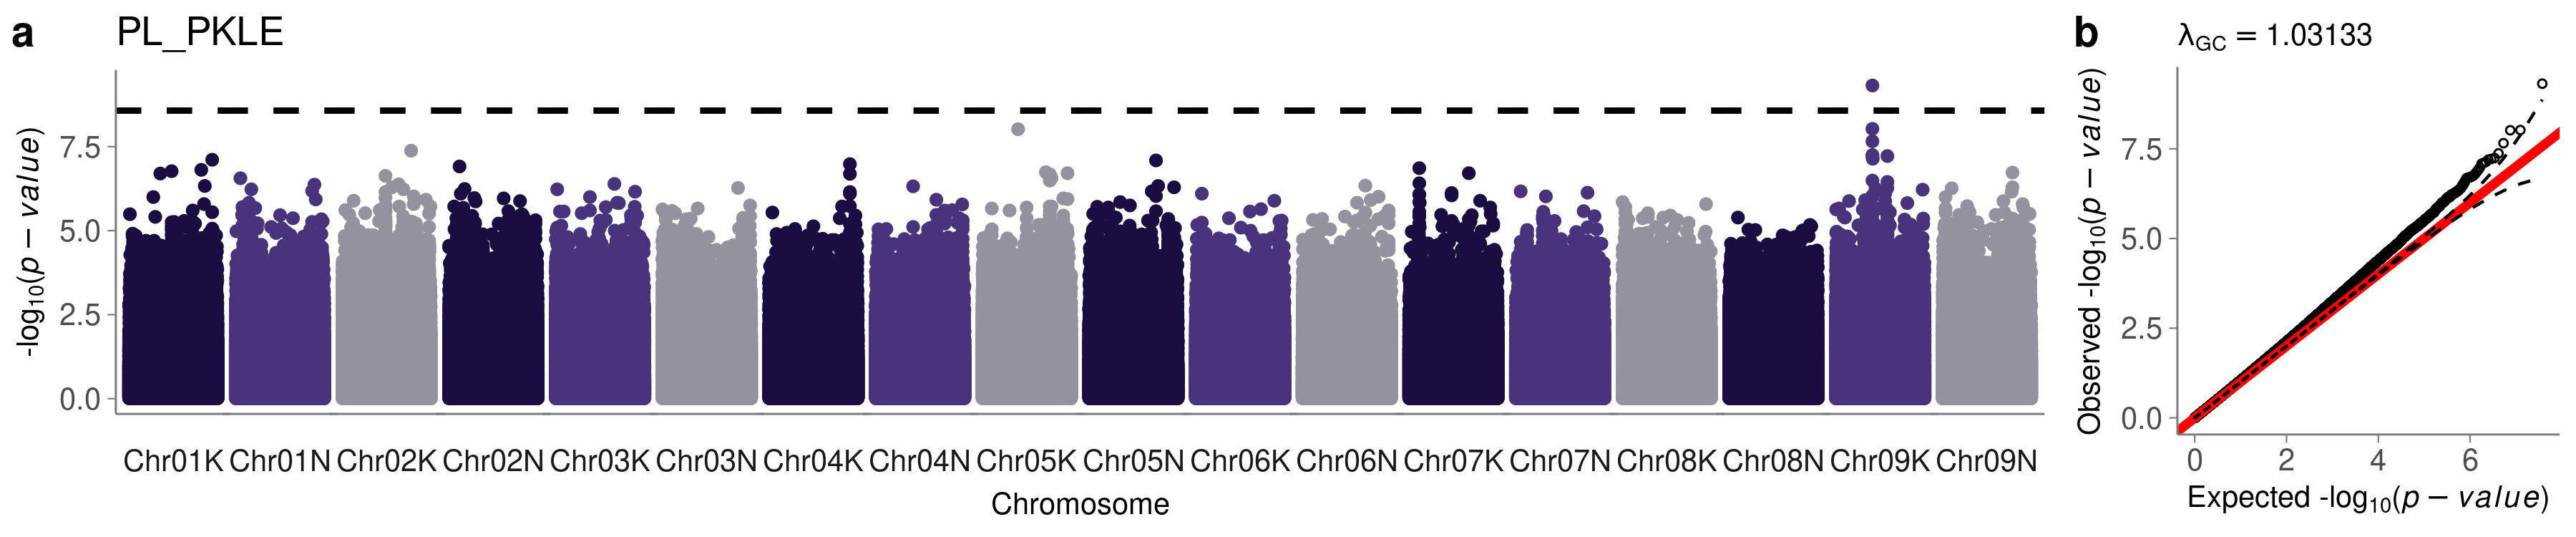 a PL_PKLE
-log10(p − value)
7.5
5.0
2.5
0.0
Chr01K Chr01N Chr02K Chr02N Chr03K Chr03N Chr04K Chr04N Chr05K Chr05N Chr06K Chr06N Chr07K Chr07N Chr08K Chr08N Chr09K Chr09N
Chromosome
b λGC = 1.03133
Observed -log10(p − value)
7.5
5.0
2.5
0.0
0 2 4 6
Expected -log10(p − value)